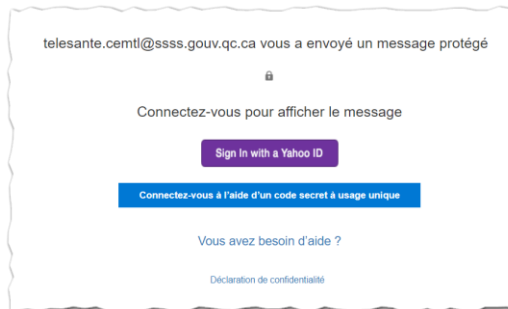 telesante.cemtl@ssss.gouv.qc.ca vous a envoyé un message protégé
Connectez-vous pour afficher le message
Sign In with a Yahoo ID
Connectez-vous à l'aide d'un code secret à usage unique
Vous avez besoin d'aide ?
Déclaration de confidentialité